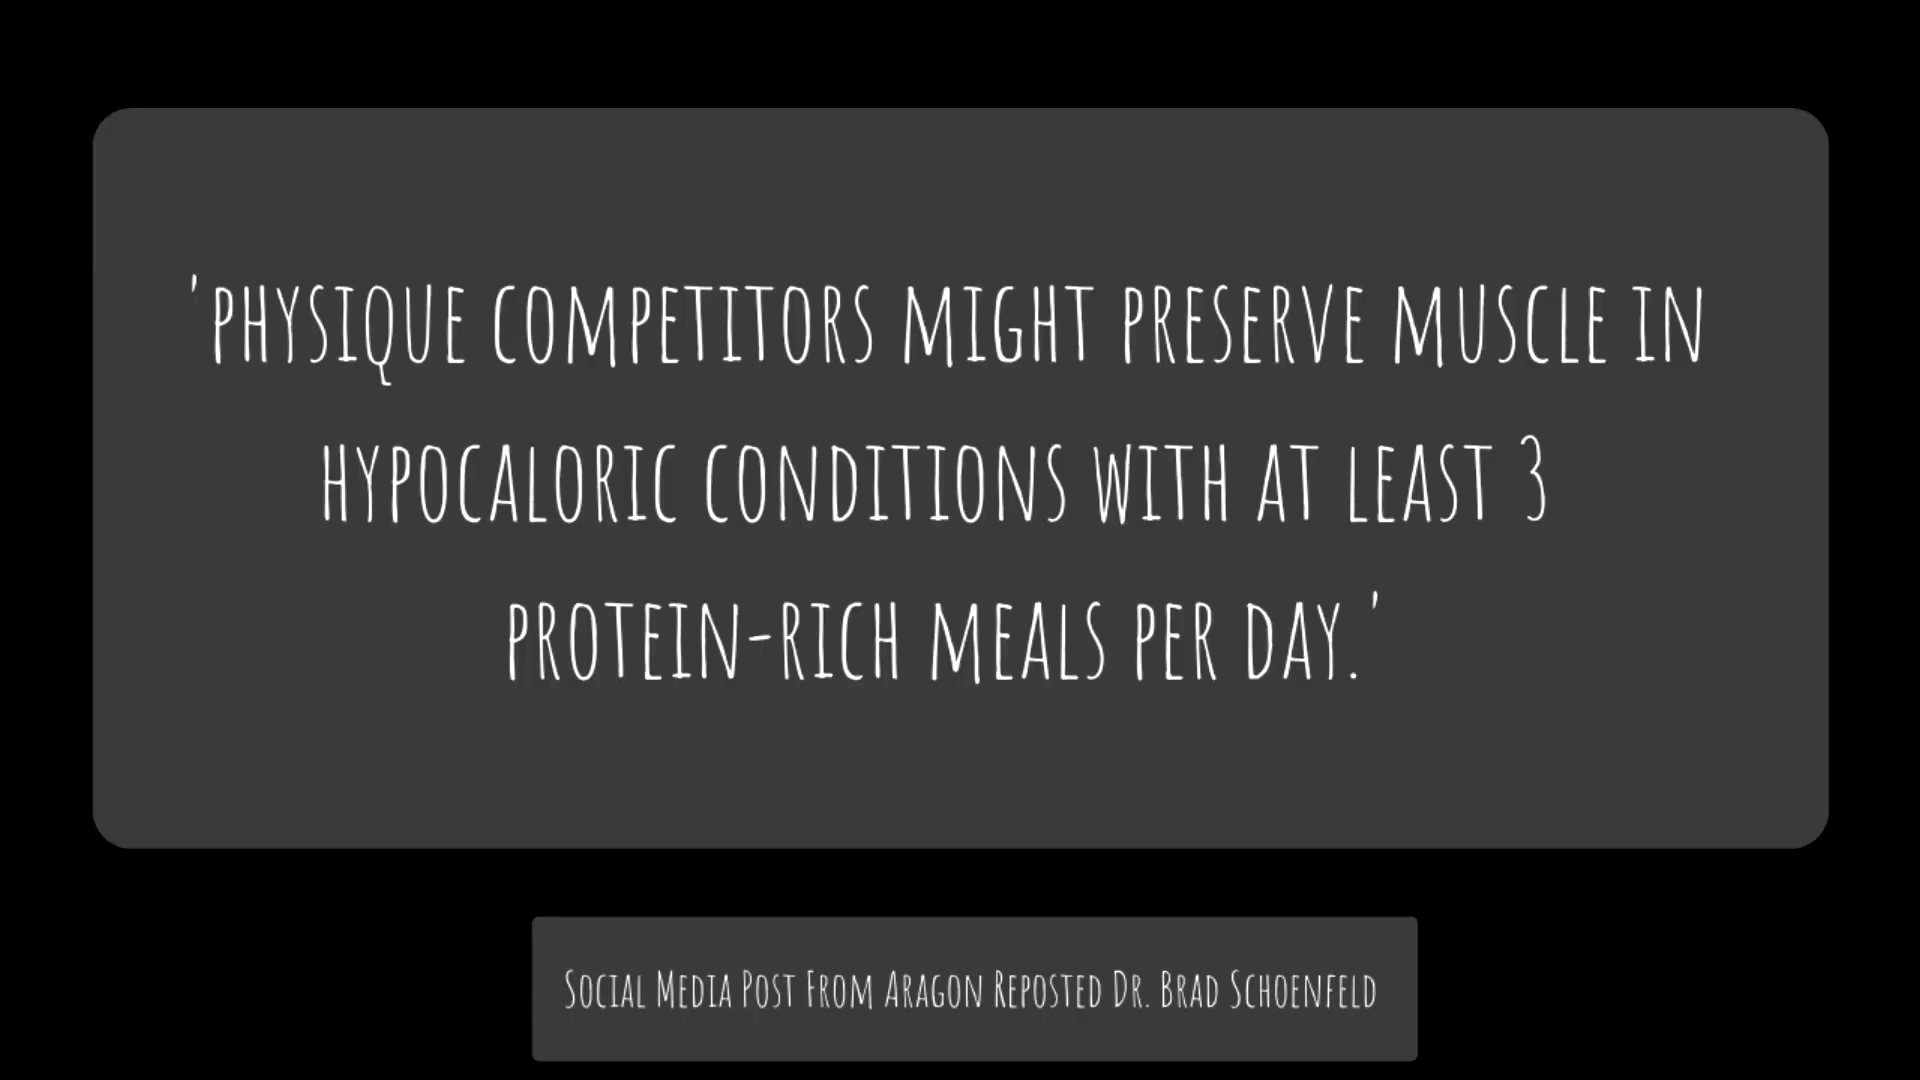 'PHYSIQUE COMPETITORS MIGHT PRESERVE MUSCLE IN
HYPOCALORIC CONDITIONS WITH AT LEAST 3
PROTEIN-RICH MEALS PER DAY.'
SOCIAL MEDIA POST FROM ARAGON REPOSTED DR. BRAD SCHOENFELD